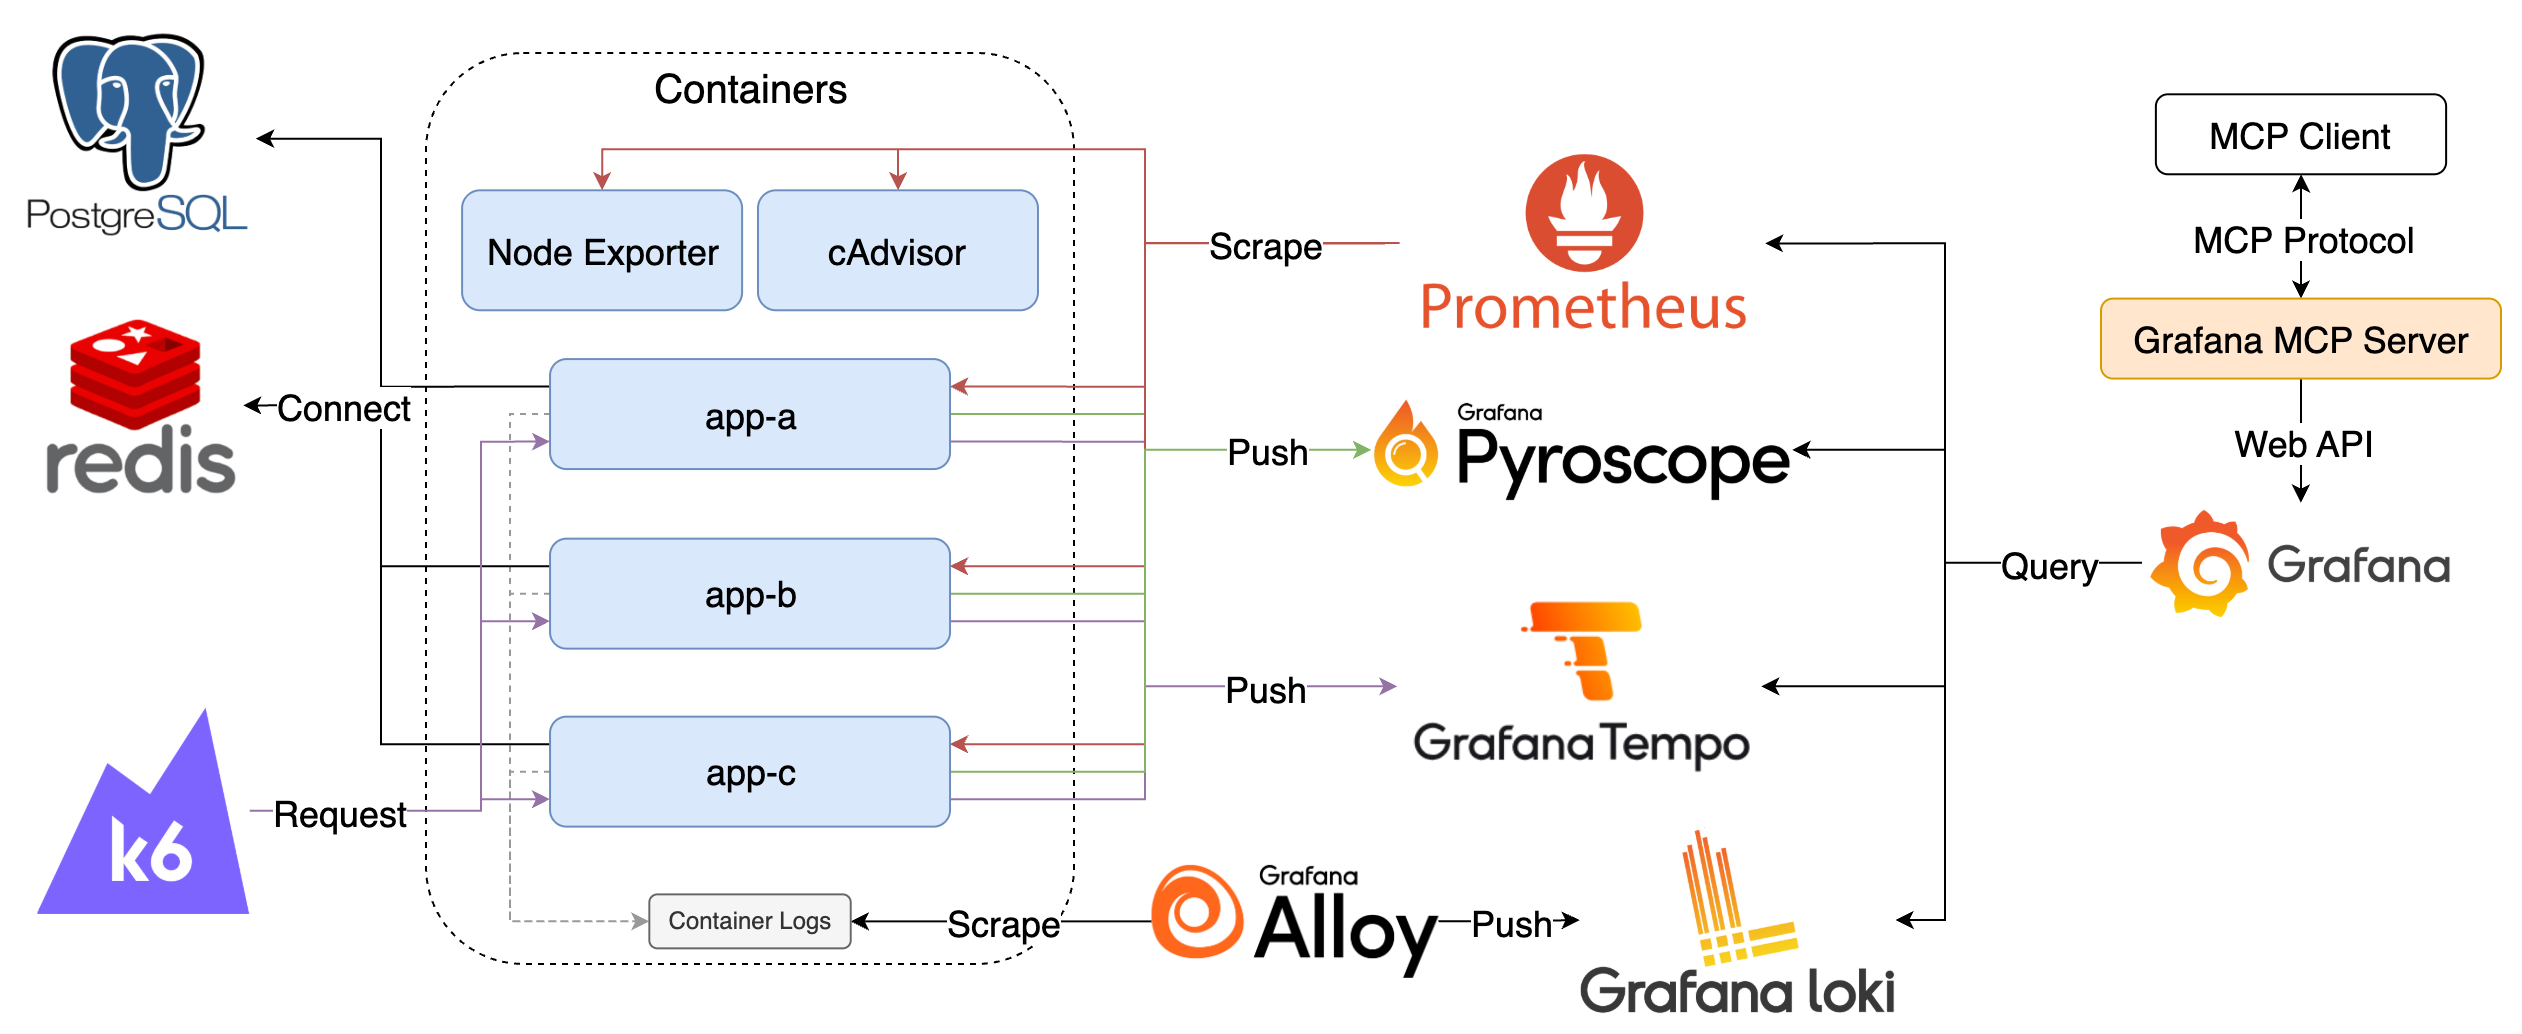 PostgreSQL
Containers
MCP Client
Node Exporter
cAdvisor
Scrape
Prometheus
MCP Protocol
Grafana MCP Server
redis
Connect
app-a
Push
Grafana
Pyroscope
Web API
app-b
Query
Grafana
app-c
Push
Grafana Tempo
k6
Request
Container Logs
Scrape
Grafana
Alloy
Push
Grafana loki